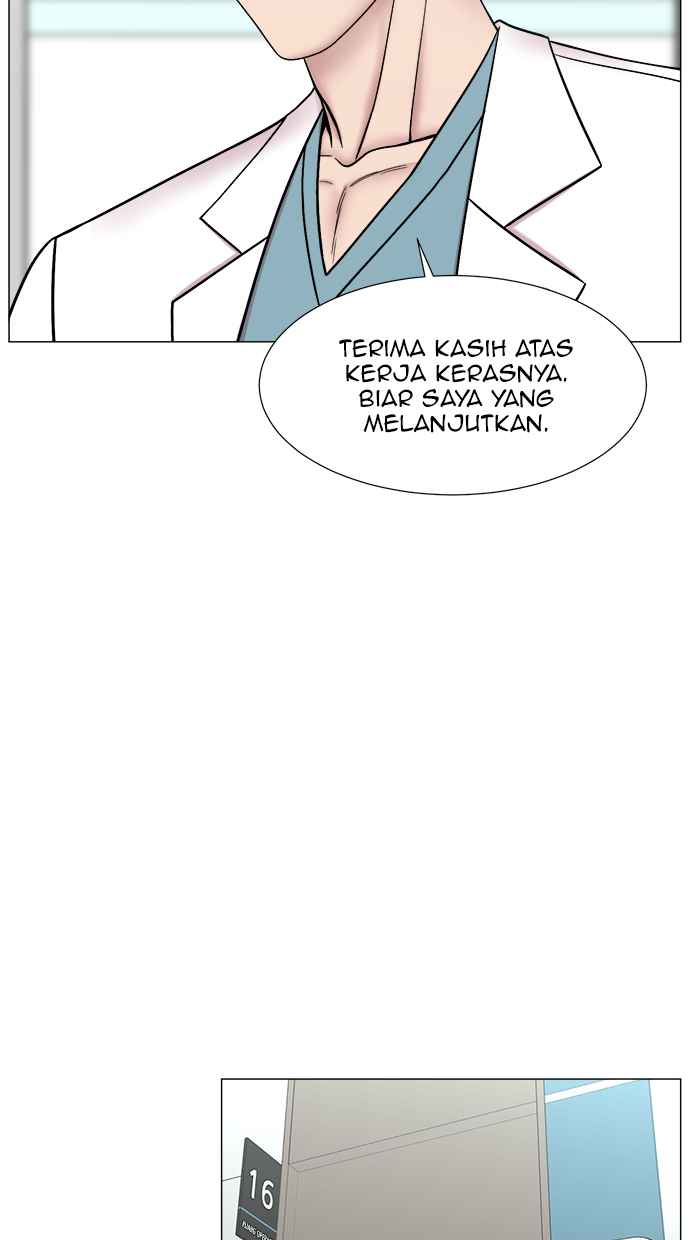 TERIMA KASIH ATAS
KERJA KERASNYA.
BIAR SAYA YANG
MELANJUTKAN.
16